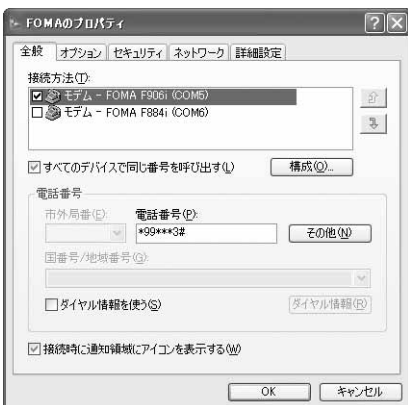 FOMAのプロパティ
全般 オプション セキュリティ ネットワーク 詳細設定
接続方法(T):
モデム - FOMA F906i (COM5)
モデム - FOMA F884i (COM6)
すべてのデバイスで同じ番号を呼び出す(L) 構成(O)...
電話番号
市外局番(E): 電話番号(P):
*99***3# その他(N)
国番号/地域番号(G):
ダイヤル情報を使う(S) ダイヤル情報(R)
接続時に通知領域にアイコンを表示する(W)
OK キャンセル